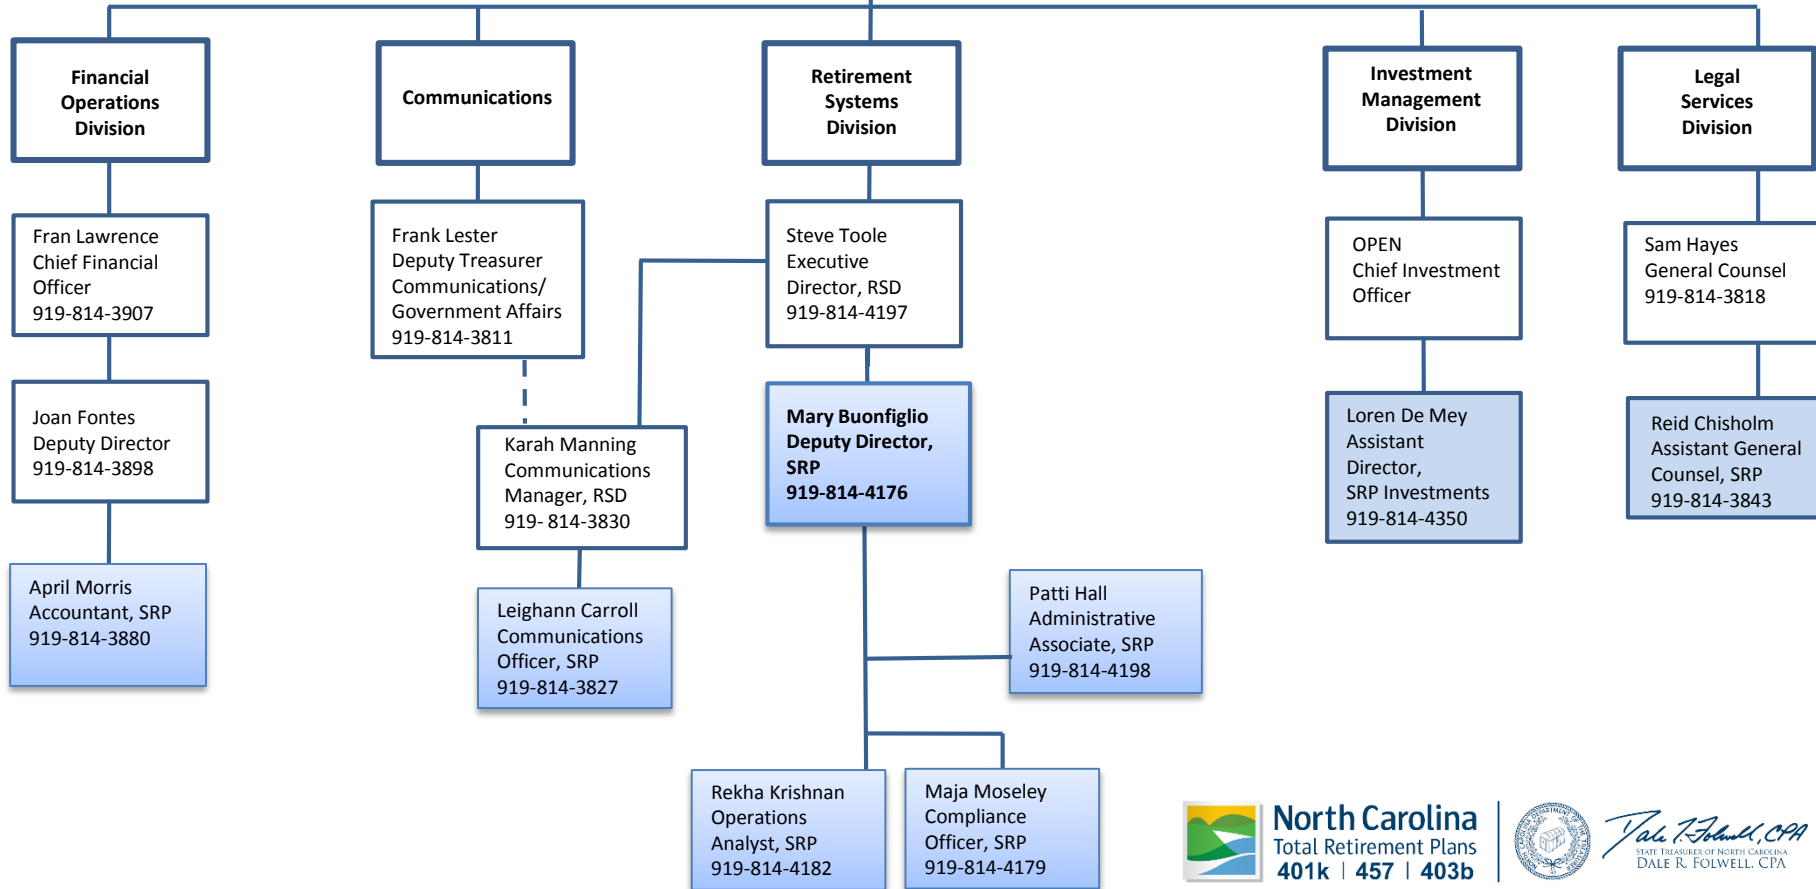 Financial
Operations
Division
Communications
Retirement
Systems
Division
Investment
Management
Division
Legal
Services
Division
Fran Lawrence
Chief Financial
Officer
919-814-3907
Frank Lester
Deputy Treasurer
Communications/
Government Affairs
919-814-3811
Steve Toole
Executive
Director, RSD
919-814-4197
OPEN
Chief Investment
Officer
Sam Hayes
General Counsel
919-814-3818
Joan Fontes
Deputy Director
919-814-3898
Karah Manning
Communications
Manager, RSD
919- 814-3830
Mary Buonfiglio
Deputy Director,
SRP
919-814-4176
Loren De Mey
Assistant
Director,
SRP Investments
919-814-4350
Reid Chisholm
Assistant General
Counsel, SRP
919-814-3843
April Morris
Accountant, SRP
919-814-3880
Leighann Carroll
Communications
Officer, SRP
919-814-3827
Patti Hall
Administrative
Associate, SRP
919-814-4198
Rekha Krishnan
Operations
Analyst, SRP
919-814-4182
Maja Moseley
Compliance
Officer, SRP
919-814-4179
North Carolina
Total Retirement Plans
401k | 457 | 403b
Dale R. Folwell, CPA
STATE TREASURER OF NORTH CAROLINA
DALE R. FOLWELL, CPA